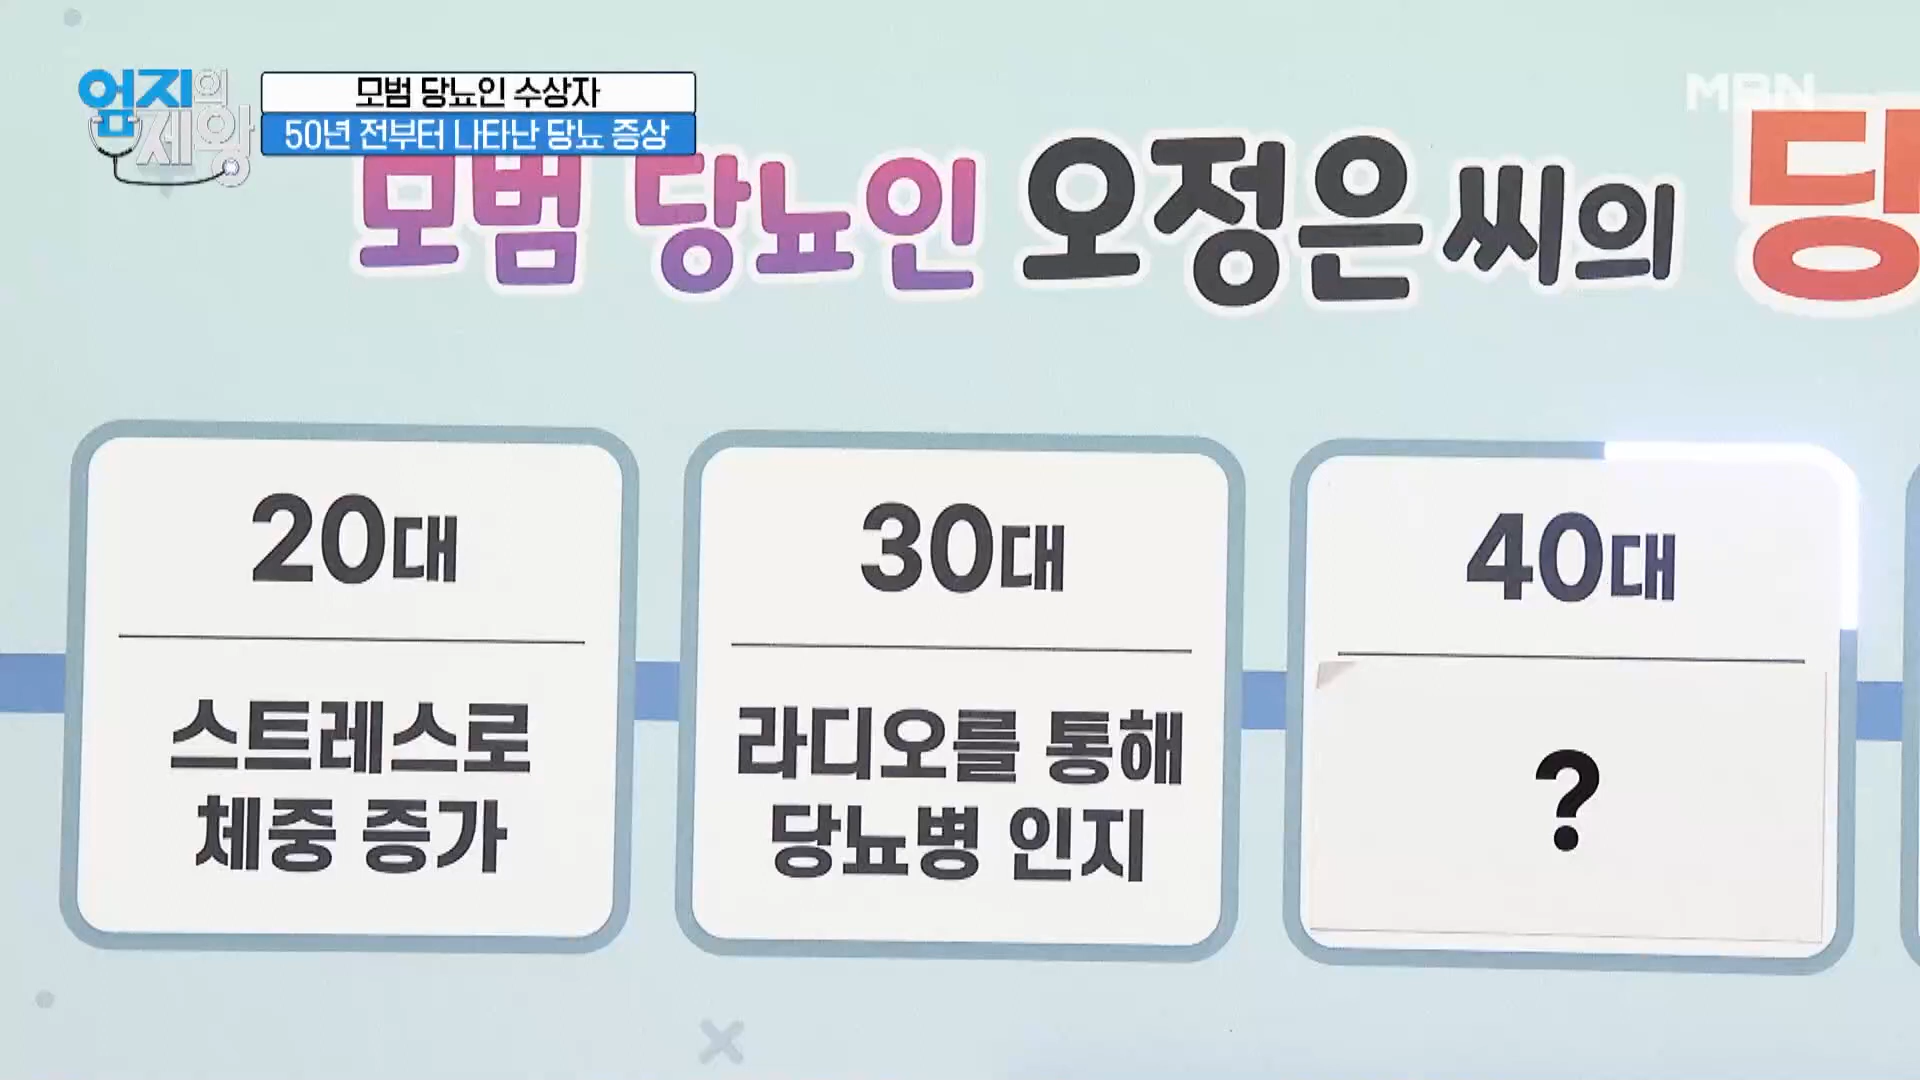 엄지의
제왕
모범 당뇨인 수상자
50년 전부터 나타난 당뇨 증상
MBN
모범 당뇨인 오정은 씨의 당
20대
스트레스로
체중 증가
30대
라디오를 통해
당뇨병 인지
40대
?